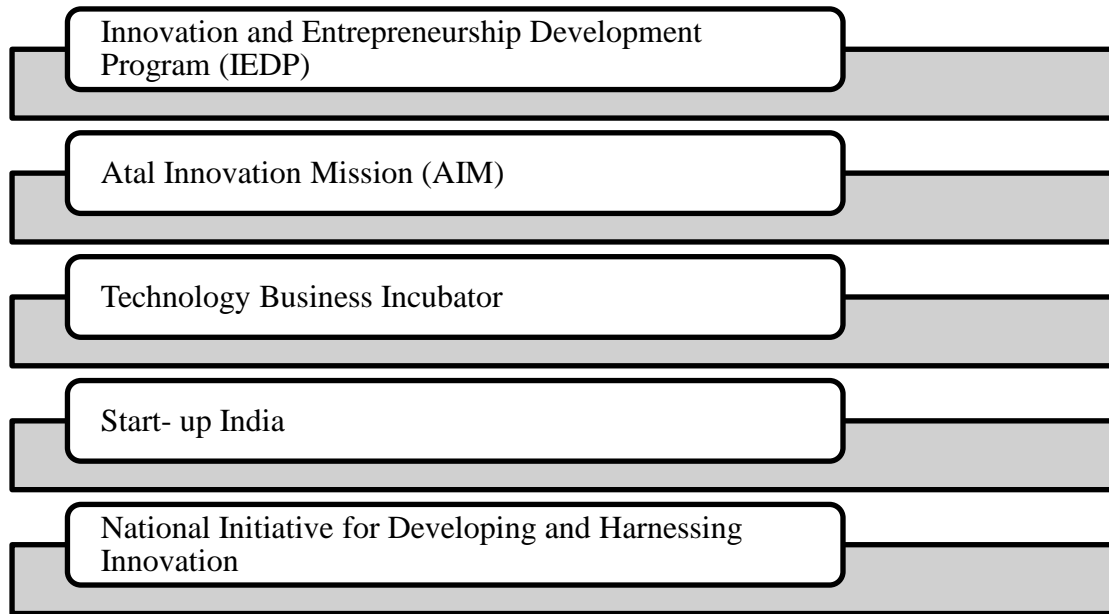 Innovation and Entrepreneurship Development
Program (IEDP)
Atal Innovation Mission (AIM)
Technology Business Incubator
Start- up India
National Initiative for Developing and Harnessing
Innovation